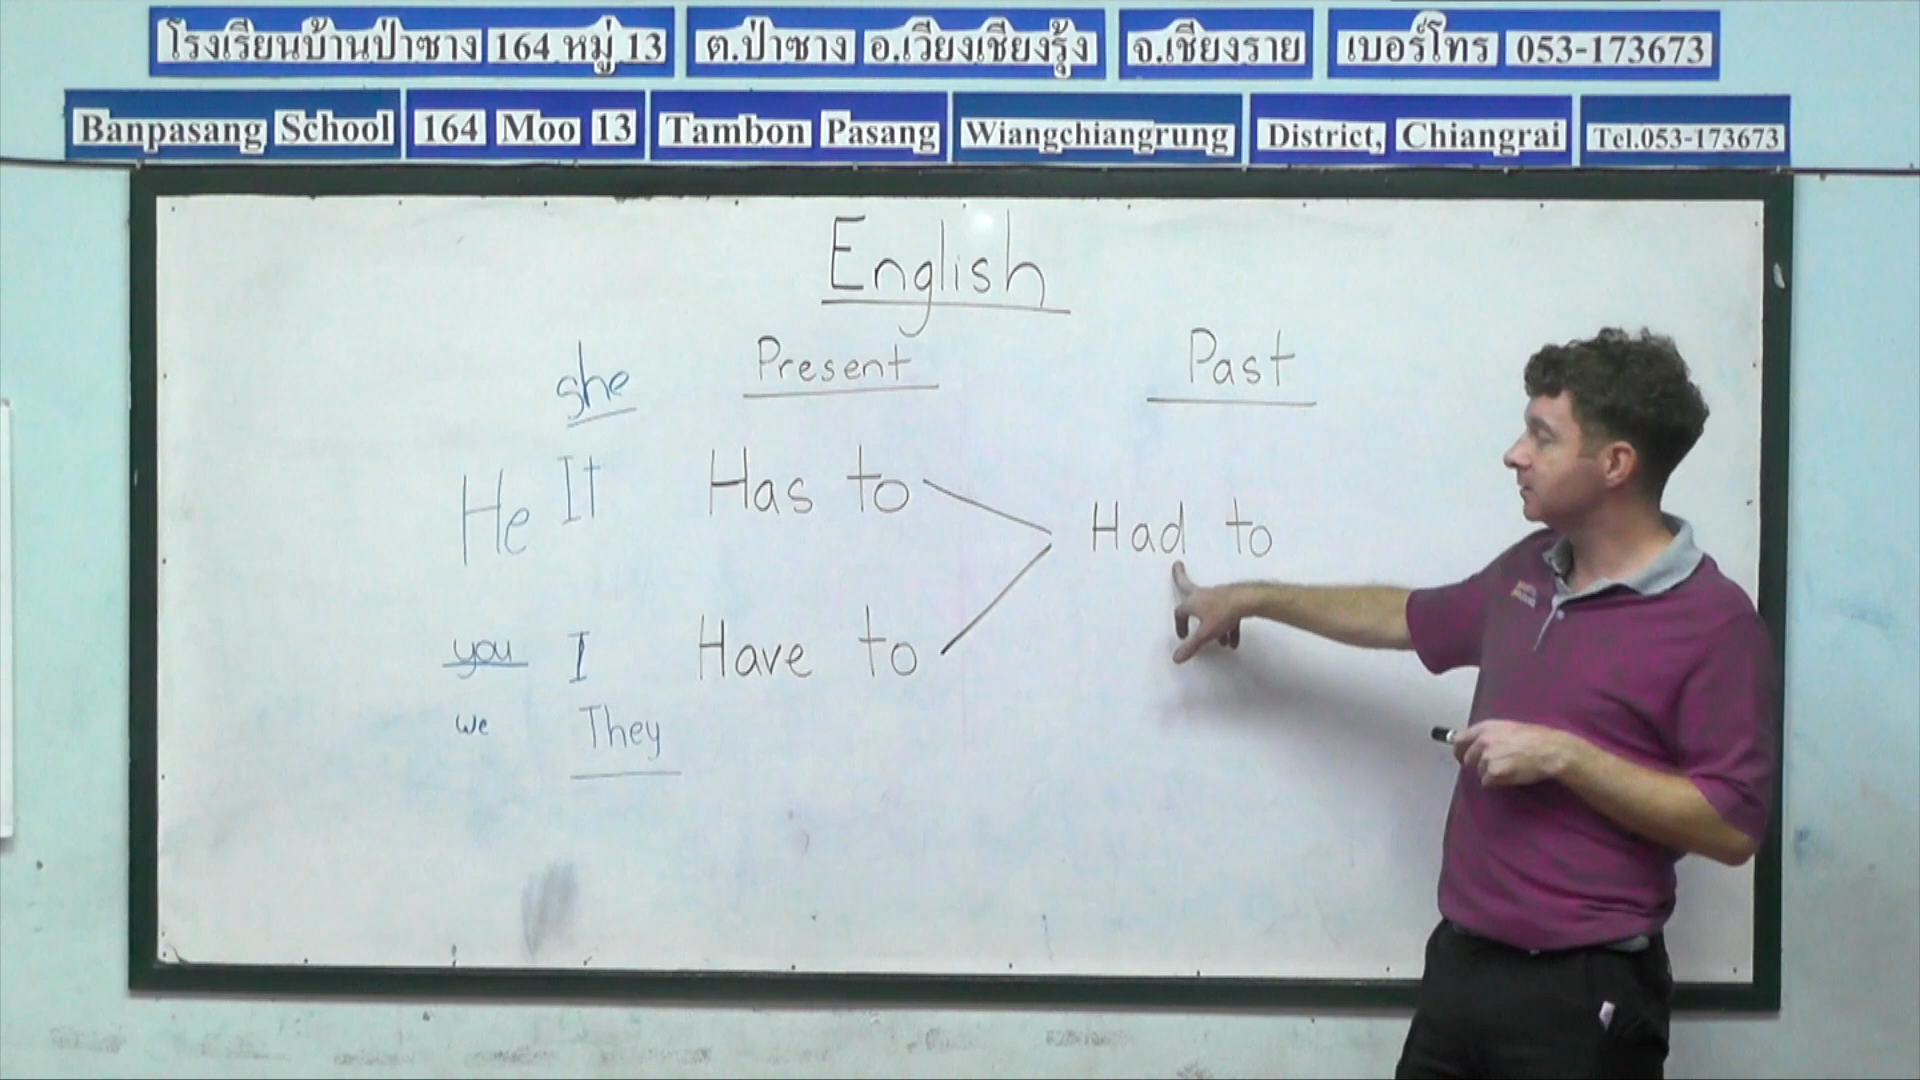 โรงเรียนบ้านป่าซาง 164 หมู่ 13 ต.ป่าซาง อ.เวียงเชียงรุ้ง จ.เชียงราย เบอร์โทร 053-173673
Banpasang School 164 Moo 13 Tambon Pasang Wiangchiangrung District, Chiangrai Tel.053-173673
English
she Present Past
He It Has to Had to
you I Have to
we They